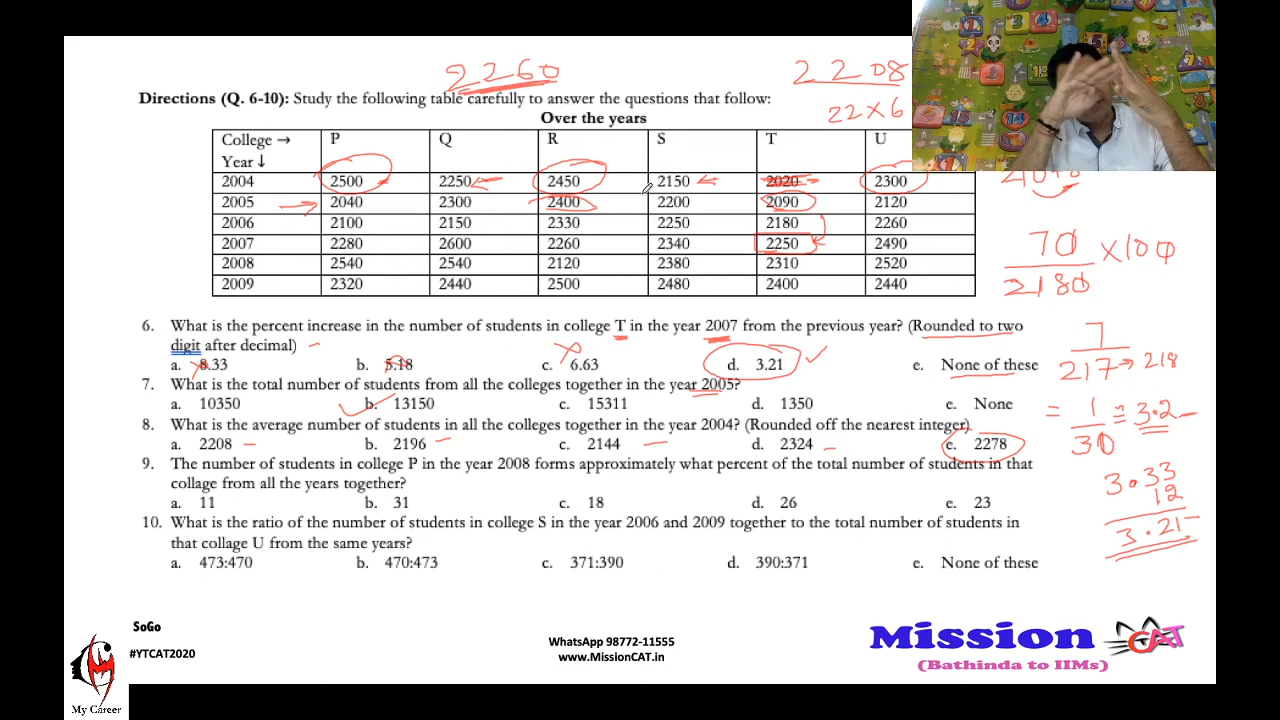 2260
2208
22×6
Directions (Q. 6-10): Study the following table carefully to answer the questions that follow:
Over the years
College → P Q R S T U
Year ↓
2004 2500 2250 2450 2150 2020 2300
2005 2040 2300 2400 2200 2090 2120
2006 2100 2150 2330 2250 2180 2260
2007 2280 2600 2260 2340 2250 2490
2008 2540 2540 2120 2380 2310 2520
2009 2320 2440 2500 2480 2400 2440
6. What is the percent increase in the number of students in college T in the year 2007 from the previous year? (Rounded to two
digit after decimal)
a. 8.33 b. 5.18 c. 6.63 d. 3.21 e. None of these
7. What is the total number of students from all the colleges together in the year 2005?
a. 10350 b. 13150 c. 15311 d. 1350 e. None
8. What is the average number of students in all the colleges together in the year 2004? (Rounded off the nearest integer)
a. 2208 b. 2196 c. 2144 d. 2324 e. 2278
9. The number of students in college P in the year 2008 forms approximately what percent of the total number of students in that
collage from all the years together?
a. 11 b. 31 c. 18 d. 26 e. 23
10. What is the ratio of the number of students in college S in the year 2006 and 2009 together to the total number of students in
that collage U from the same years?
a. 473:470 b. 470:473 c. 371:390 d. 390:371 e. None of these
70 ×100
2180
7
217 → 218
= 1 = 3.2
30
3.33
12
3.21
SoGo
#YTCAT2020
My Career
WhatsApp 98772-11555
www.MissionCAT.in
Mission CAT
(Bathinda to IIMs)